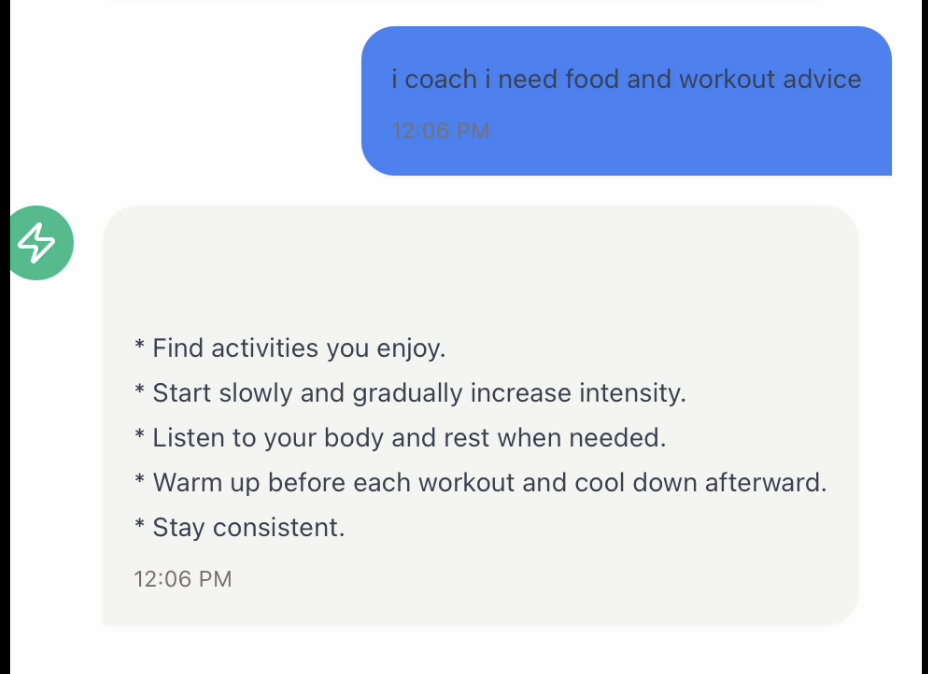 i coach i need food and workout advice
12:06 PM
* Find activities you enjoy.
* Start slowly and gradually increase intensity.
* Listen to your body and rest when needed.
* Warm up before each workout and cool down afterward.
* Stay consistent.
12:06 PM